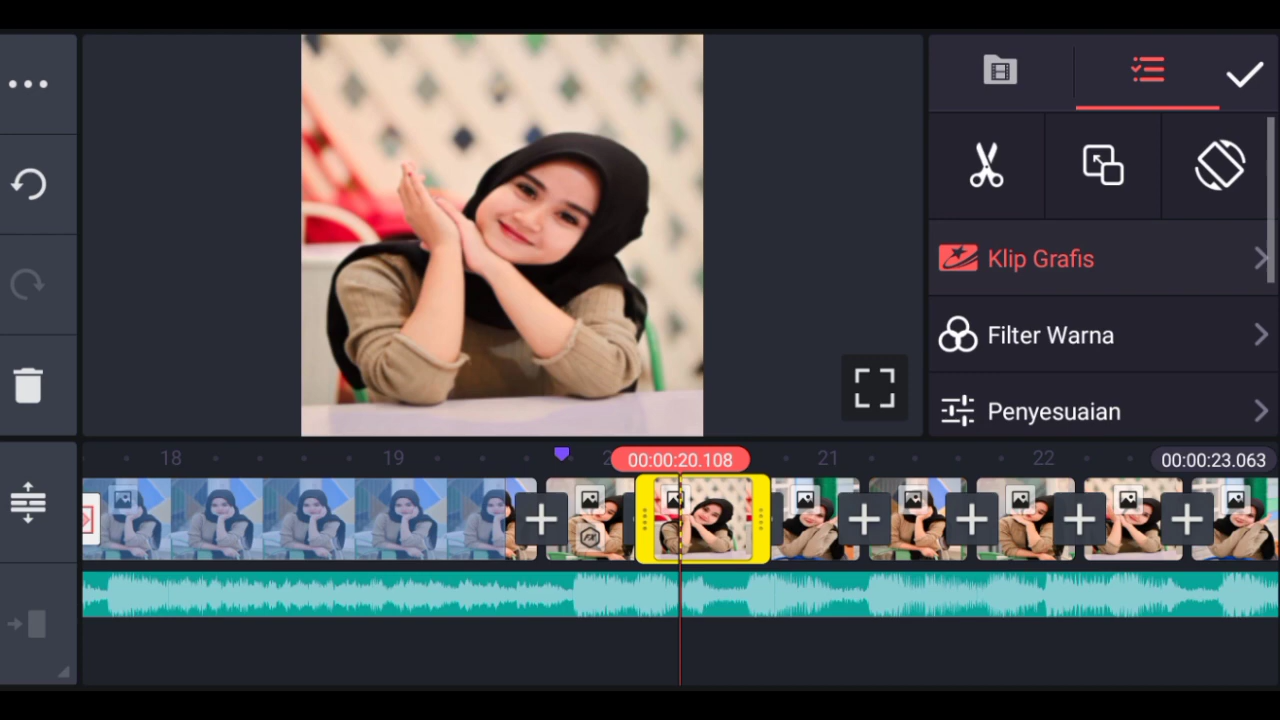 Klip Grafis
Filter Warna
Penyesuaian
18
19
00:00:20.108
21
22
00:00:23.063